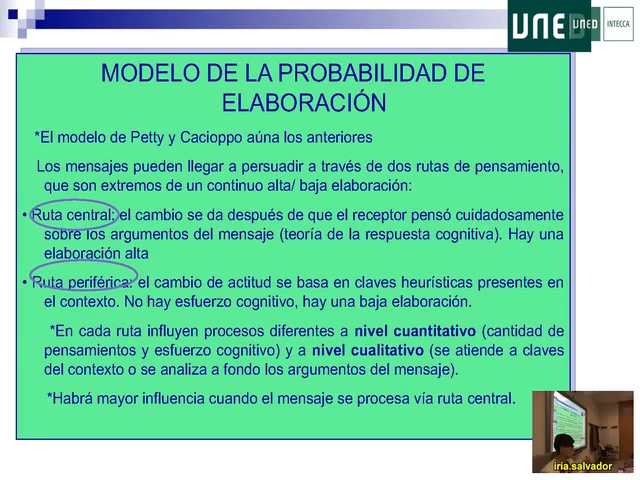 UNED
UNED
INTECCA
MODELO DE LA PROBABILIDAD DE
ELABORACIÓN
*El modelo de Petty y Cacioppo aúna los anteriores
Los mensajes pueden llegar a persuadir a través de dos rutas de pensamiento,
que son extremos de un continuo alta/ baja elaboración:
• Ruta central: el cambio se da después de que el receptor pensó cuidadosamente
sobre los argumentos del mensaje (teoría de la respuesta cognitiva). Hay una
elaboración alta
• Ruta periférica: el cambio de actitud se basa en claves heurísticas presentes en
el contexto. No hay esfuerzo cognitivo, hay una baja elaboración.
*En cada ruta influyen procesos diferentes a nivel cuantitativo (cantidad de
pensamientos y esfuerzo cognitivo) y a nivel cualitativo (se atiende a claves
del contexto o se analiza a fondo los argumentos del mensaje).
*Habrá mayor influencia cuando el mensaje se procesa vía ruta central.
iria.salvador